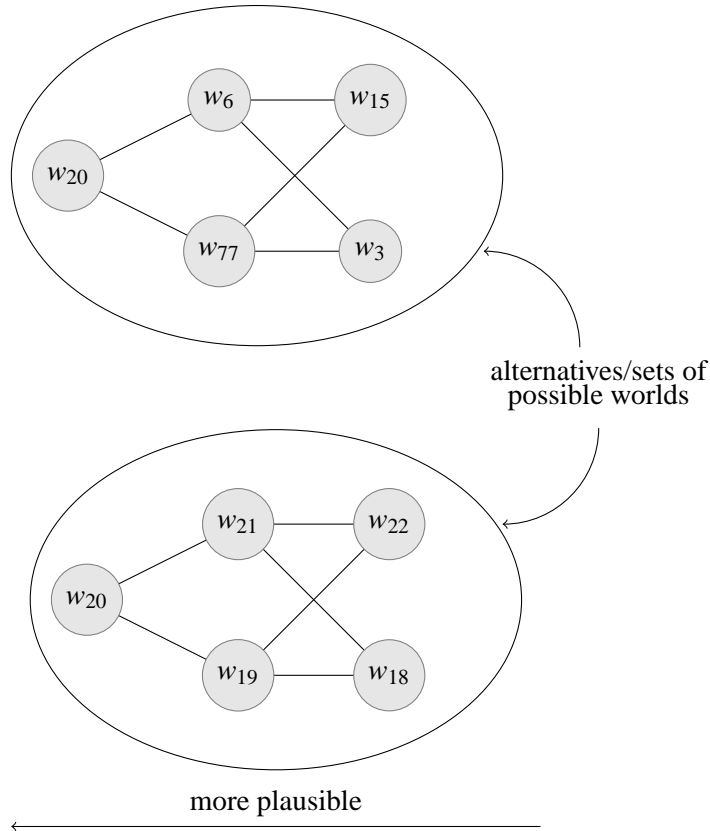 w6 w15
w20
w77 w3
alternatives/sets of
possible worlds
w21 w22
w20
w19 w18
more plausible